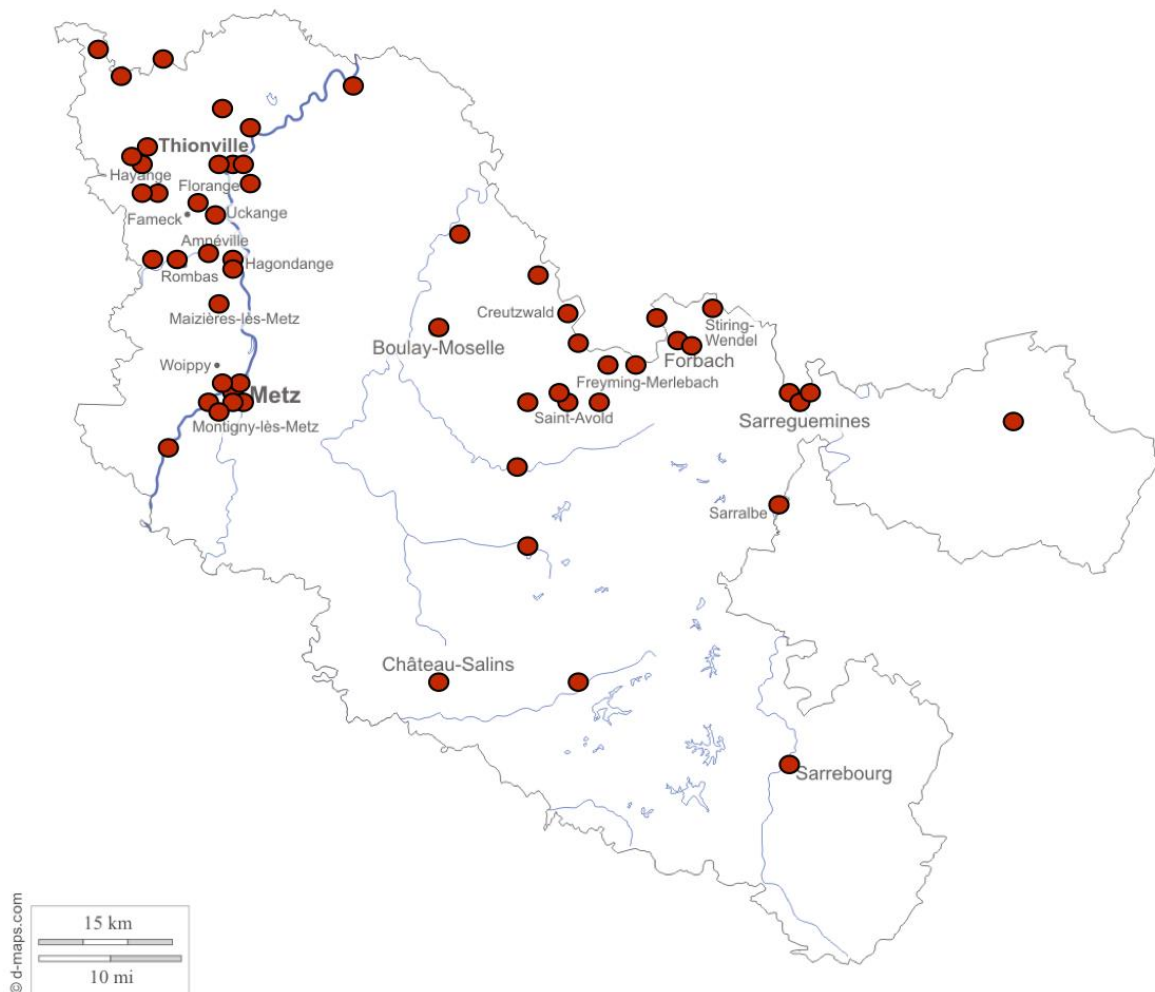 Thionville
Hayange
Florange
Fameck
Uckange
Amnéville
Hagondange
Rombas
Maizières-lès-Metz
Woippy
Metz
Montigny-lès-Metz
Creutzwald
Boulay-Moselle
Stiring-
Wendel
Forbach
Freyming-Merlebach
Saint-Avold
Sarreguemines
Sarralbe
Château-Salins
Sarrebourg
15 km
10 mi
© d-maps.com